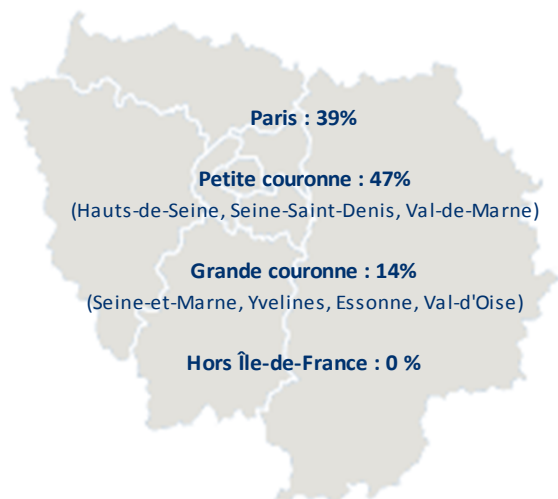 Paris : 39%
Petite couronne : 47%
(Hauts-de-Seine, Seine-Saint-Denis, Val-de-Marne)
Grande couronne : 14%
(Seine-et-Marne, Yvelines, Essonne, Val-d'Oise)
Hors Île-de-France : 0 %